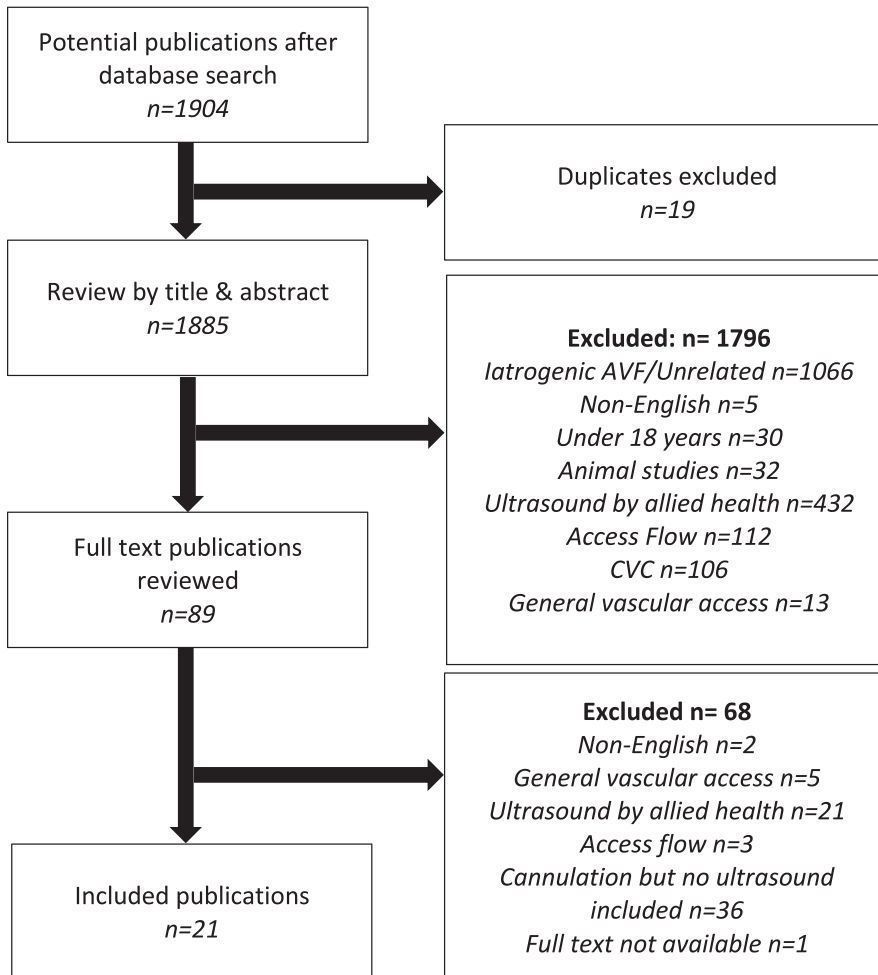 Potential publications after
database search
n=1904
Duplicates excluded
n=19
Review by title & abstract
n=1885
Excluded: n= 1796
Iatrogenic AVF/Unrelated n=1066
Non-English n=5
Under 18 years n=30
Animal studies n=32
Ultrasound by allied health n=432
Access Flow n=112
CVC n=106
General vascular access n=13
Full text publications
reviewed
n=89
Excluded n= 68
Non-English n=2
General vascular access n=5
Ultrasound by allied health n=21
Access flow n=3
Cannulation but no ultrasound
included n=36
Full text not available n=1
Included publications
n=21